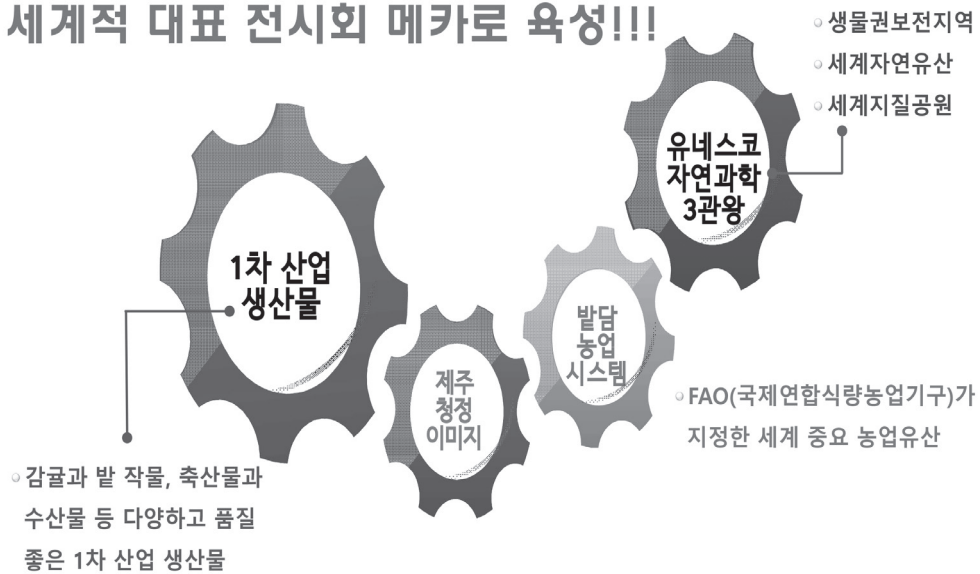 세계적 대표 전시회 메카로 육성!!!
생물권보전지역
세계자연유산
세계지질공원
유네스코
자연과학
3관왕
1차 산업
생산물
밭담
농업
시스템
제주
청정
이미지
FAO(국제연합식량농업기구)가
지정한 세계 중요 농업유산
감귤과 밭 작물, 축산물과
수산물 등 다양하고 품질
좋은 1차 산업 생산물